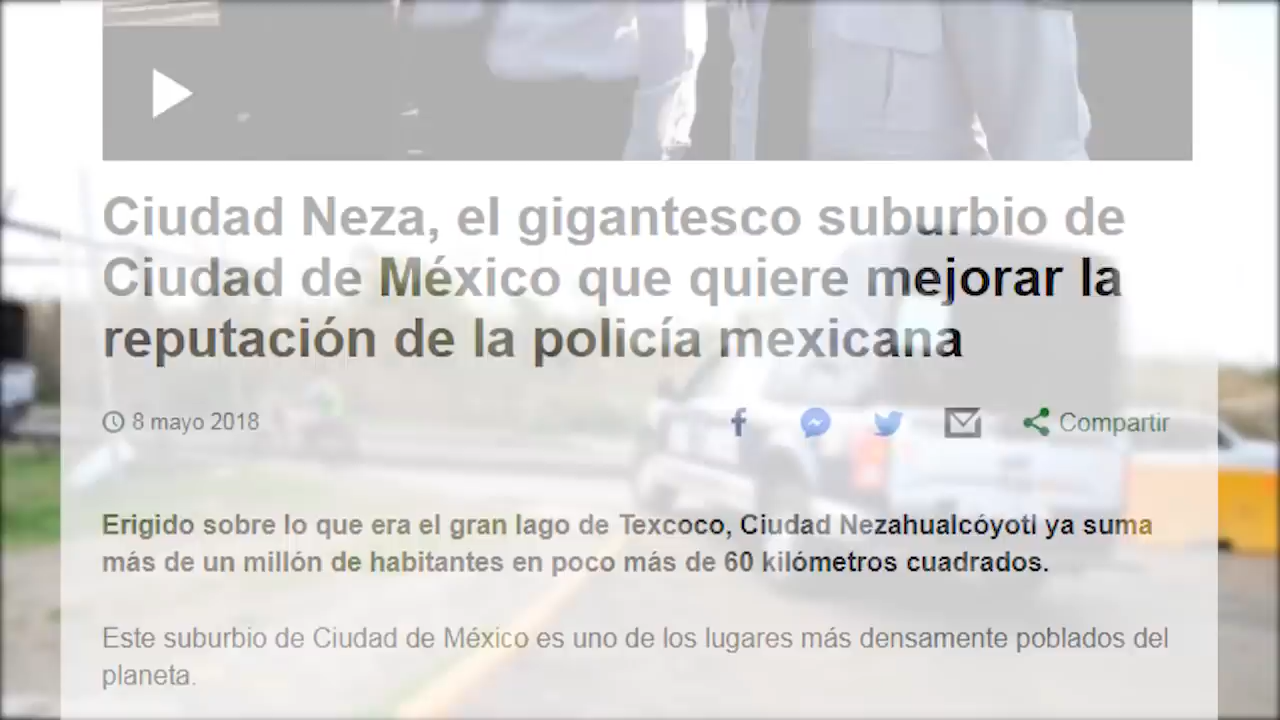 Ciudad Neza, el gigantesco suburbio de
Ciudad de México que quiere mejorar la
reputación de la policía mexicana
8 mayo 2018
Compartir
Erigido sobre lo que era el gran lago de Texcoco, Ciudad Nezahualcóyotl ya suma
más de un millón de habitantes en poco más de 60 kilómetros cuadrados.
Este suburbio de Ciudad de México es uno de los lugares más densamente poblados del
planeta.